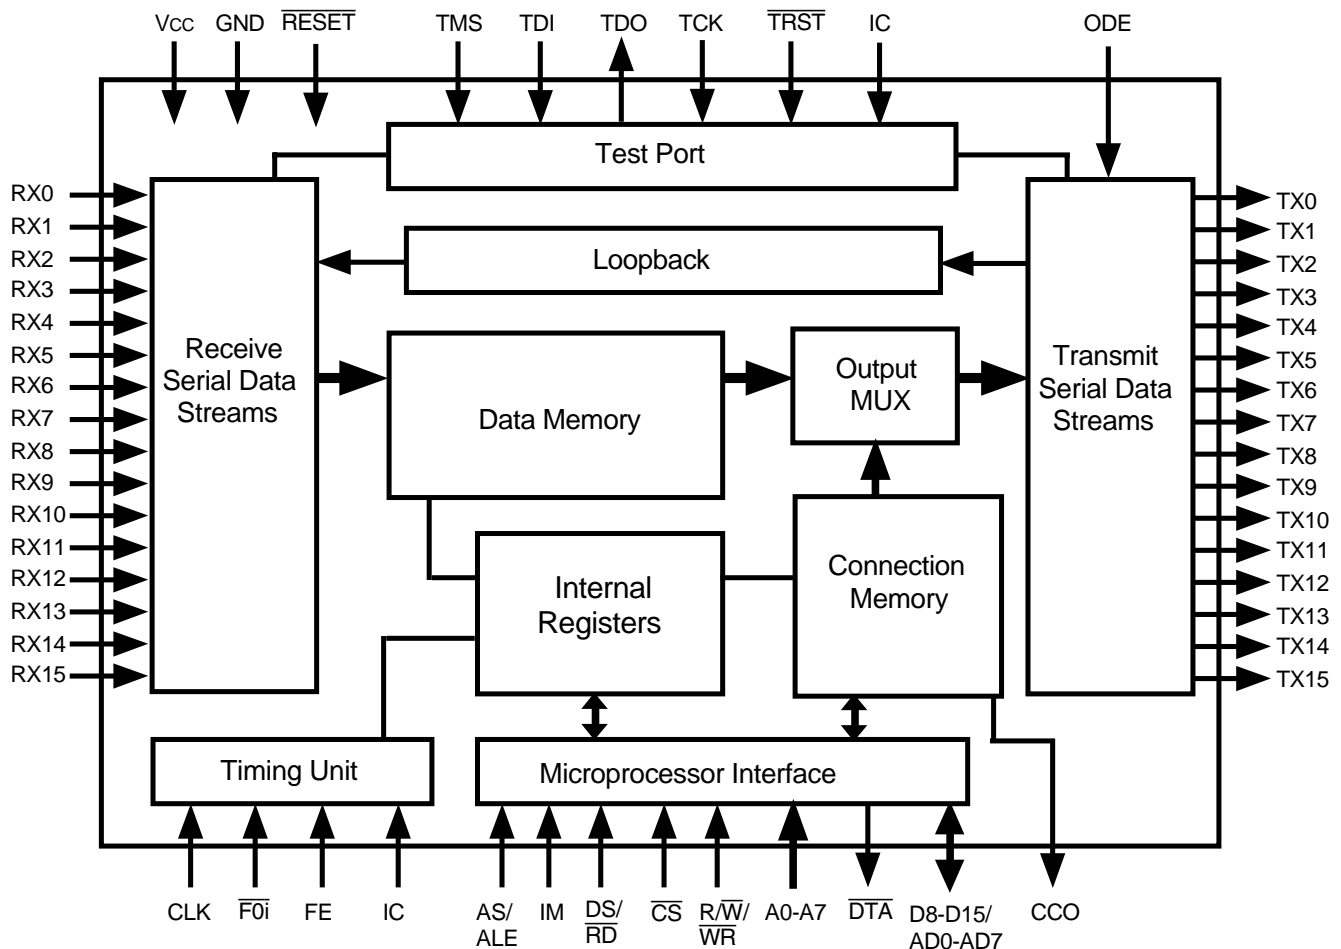 Vcc GND RESET TMS TDI TDO TCK TRST IC ODE
Test Port
RX0
RX1
RX2
RX3
RX4
RX5
RX6
RX7
RX8
RX9
RX10
RX11
RX12
RX13
RX14
RX15
Receive
Serial Data
Streams
Loopback
Data Memory
Output
MUX
Transmit
Serial Data
Streams
Internal
Registers
Connection
Memory
TX0
TX1
TX2
TX3
TX4
TX5
TX6
TX7
TX8
TX9
TX10
TX11
TX12
TX13
TX14
TX15
Timing Unit
Microprocessor Interface
CLK
F0i
FE
IC
AS/
ALE
IM
DS/
RD
CS
R/W/
WR
A0-A7
DTA
D8-D15/
AD0-AD7
CCO